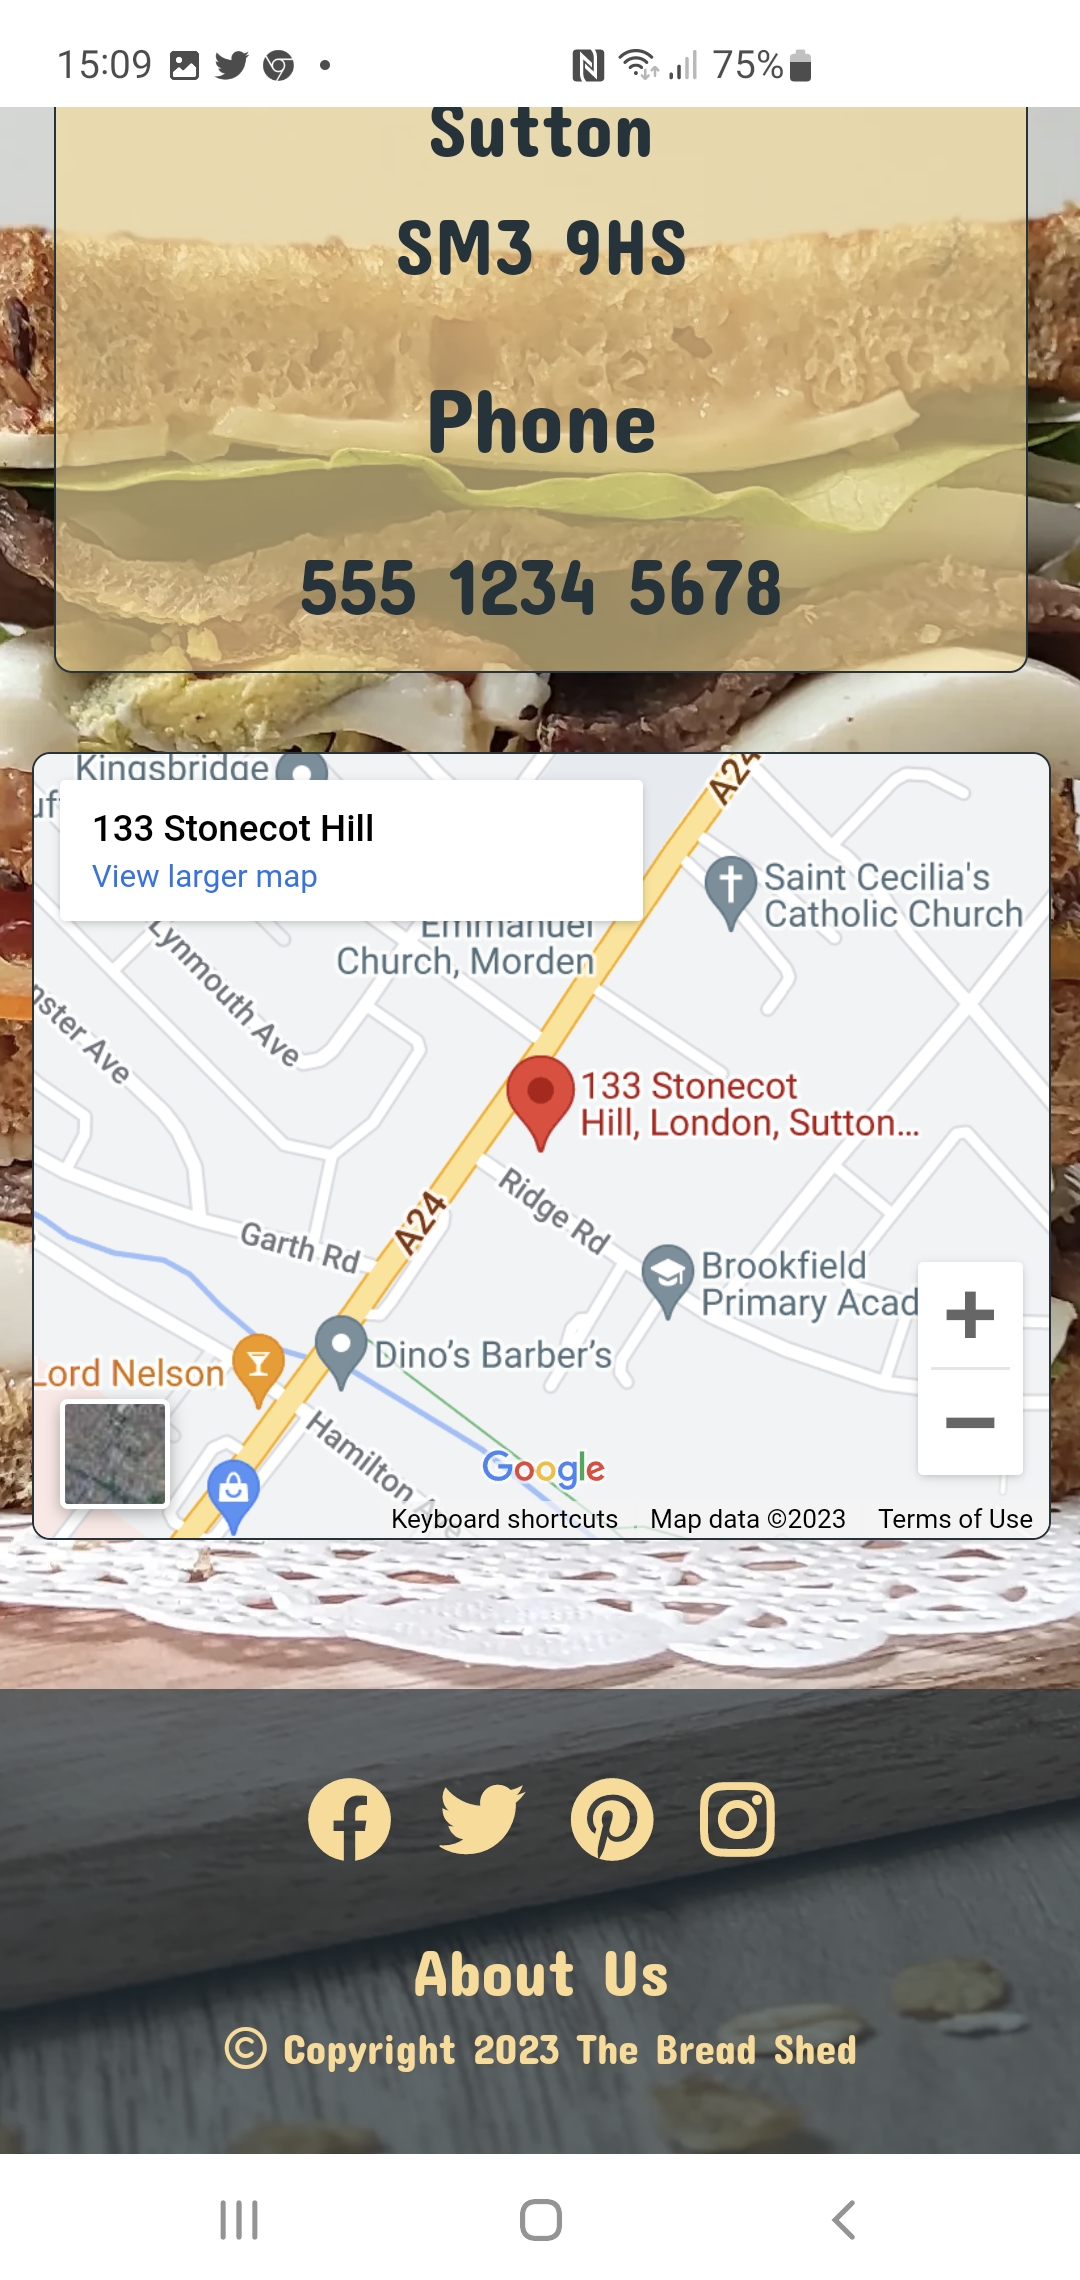 15:09 75%
Sutton
SM3 9HS
Phone
555 1234 5678
Kingsbridge
133 Stonecot Hill
View larger map
A24
Saint Cecilia's
Catholic Church
Emmanuel
Church, Morden
Lynmouth Ave
Ave
133 Stonecot
Hill, London, Sutton...
Ridge Rd
A24
Garth Rd
Brookfield
Primary Acad
Dino's Barber's
Lord Nelson
Hamilton
Google
Keyboard shortcuts Map data ©2023 Terms of Use
About Us
© Copyright 2023 The Bread Shed